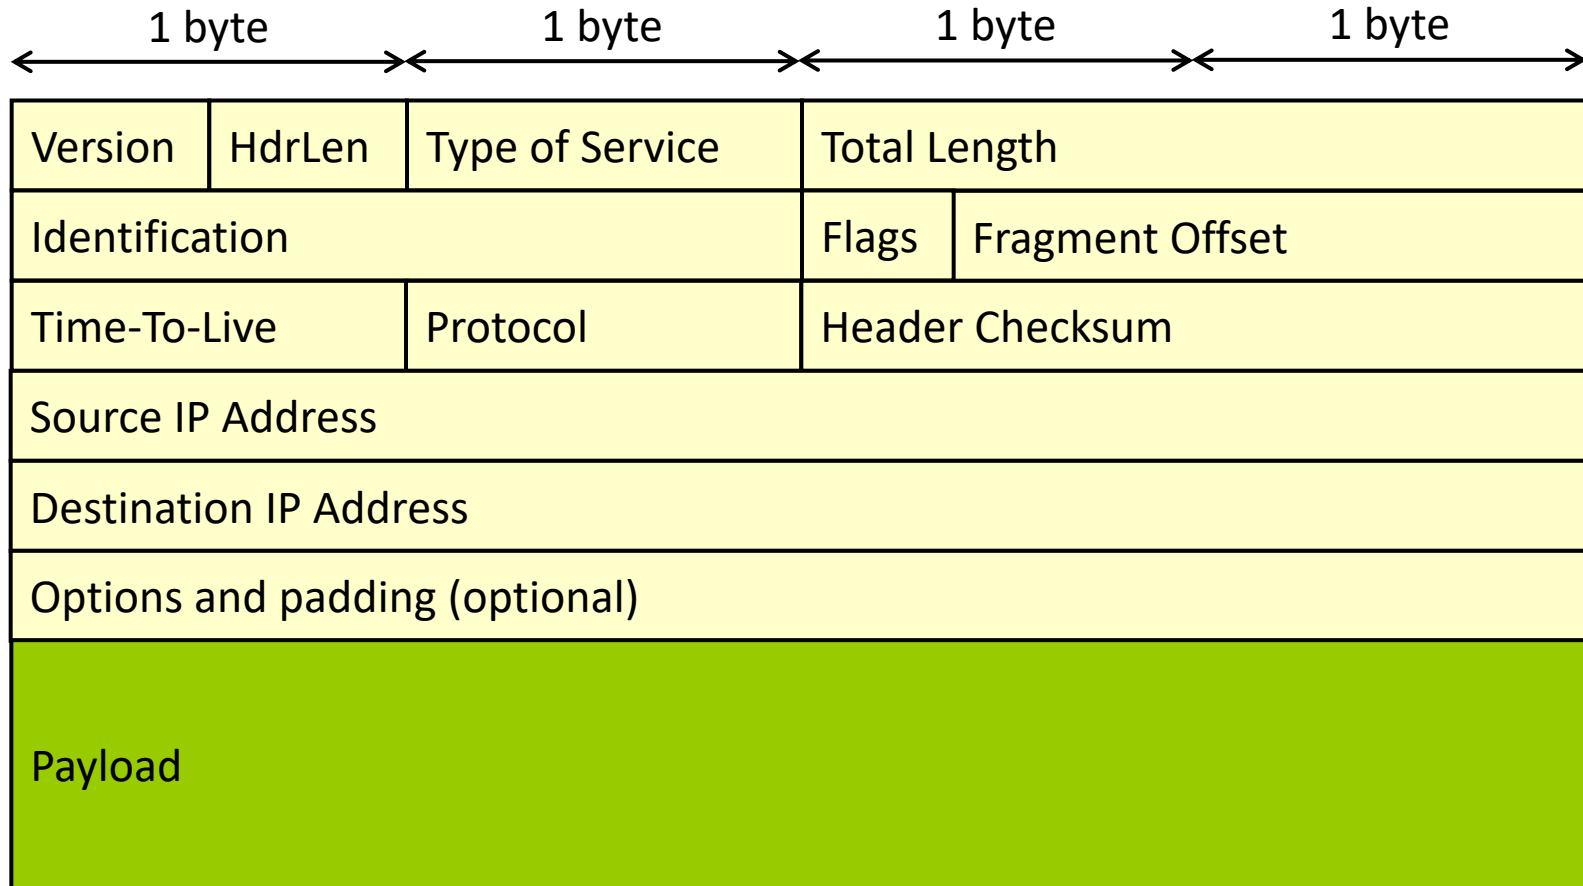 1 byte 1 byte 1 byte 1 byte
Version HdrLen Type of Service Total Length
Identification Flags Fragment Offset
Time-To-Live Protocol Header Checksum
Source IP Address
Destination IP Address
Options and padding (optional)
Payload